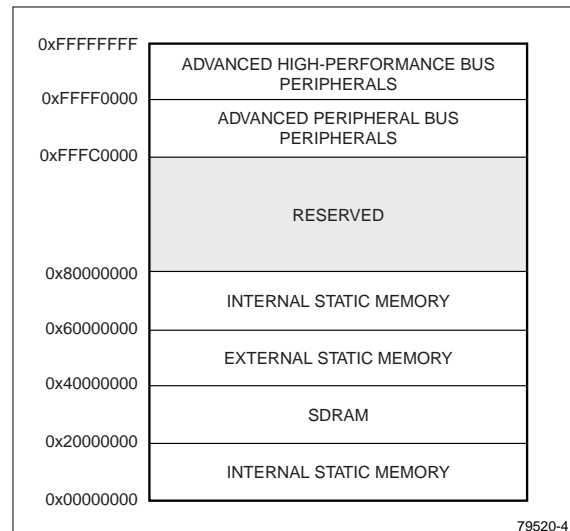 0xFFFFFFFF
ADVANCED HIGH-PERFORMANCE BUS
PERIPHERALS
0xFFFF0000
ADVANCED PERIPHERAL BUS
PERIPHERALS
0xFFFC0000
RESERVED
0x80000000
INTERNAL STATIC MEMORY
0x60000000
EXTERNAL STATIC MEMORY
0x40000000
SDRAM
0x20000000
INTERNAL STATIC MEMORY
0x00000000
79520-4